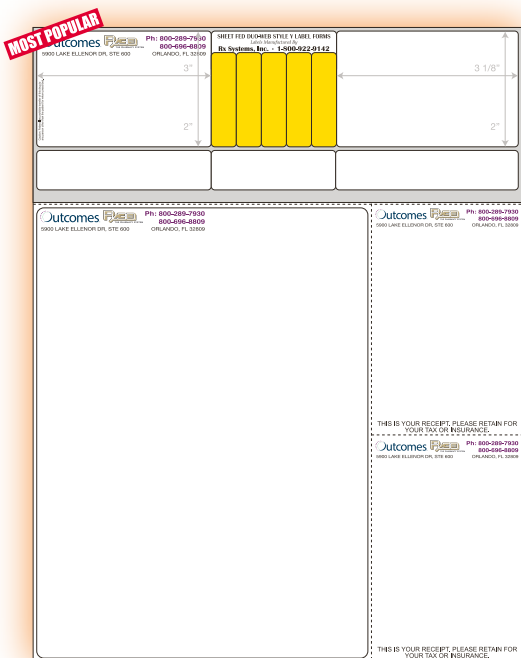 MOST POPULAR
Outcomes
Ph: 800-289-7930
800-696-8809
5900 LAKE ELLENOR DR, STE 600 ORLANDO, FL 32809
SHEET FED DUO-WEB STYLE Y LABEL FORMS
Labels Manufactured By
Rx Systems, Inc. · 1-800-922-9142
3"
2"
3 1/8"
2"
Outcomes
Ph: 800-289-7930
800-696-8809
5900 LAKE ELLENOR DR, STE 600 ORLANDO, FL 32809
Outcomes
Ph: 800-289-7930
800-696-8809
5900 LAKE ELLENOR DR, STE 600 ORLANDO, FL 32809
THIS IS YOUR RECEIPT, PLEASE RETAIN FOR
YOUR TAX OR INSURANCE.
Outcomes
Ph: 800-289-7930
800-696-8809
5900 LAKE ELLENOR DR, STE 600 ORLANDO, FL 32809
THIS IS YOUR RECEIPT, PLEASE RETAIN FOR
YOUR TAX OR INSURANCE.